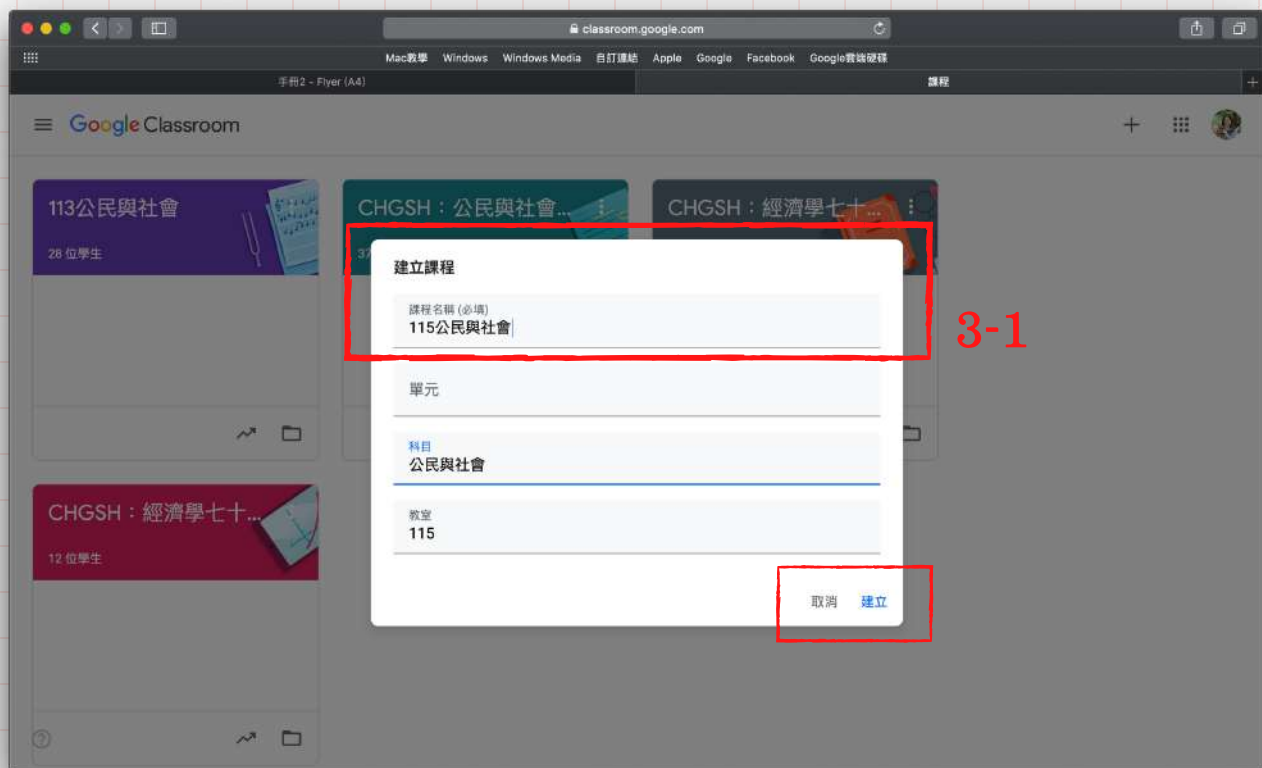 classroom.google.com
Mac教學 Windows Windows Media 自訂連結 Apple Google Facebook Google雲端硬碟
手冊2 - Flyer (A4)
課程
Google Classroom
113公民與社會
28 位學生
CHGSH：公民與社會...
37
CHGSH：經濟學七十...
建立課程
課程名稱 (必填)
115公民與社會
3-1
單元
科目
公民與社會
教室
115
取消 建立
CHGSH：經濟學七十...
12 位學生